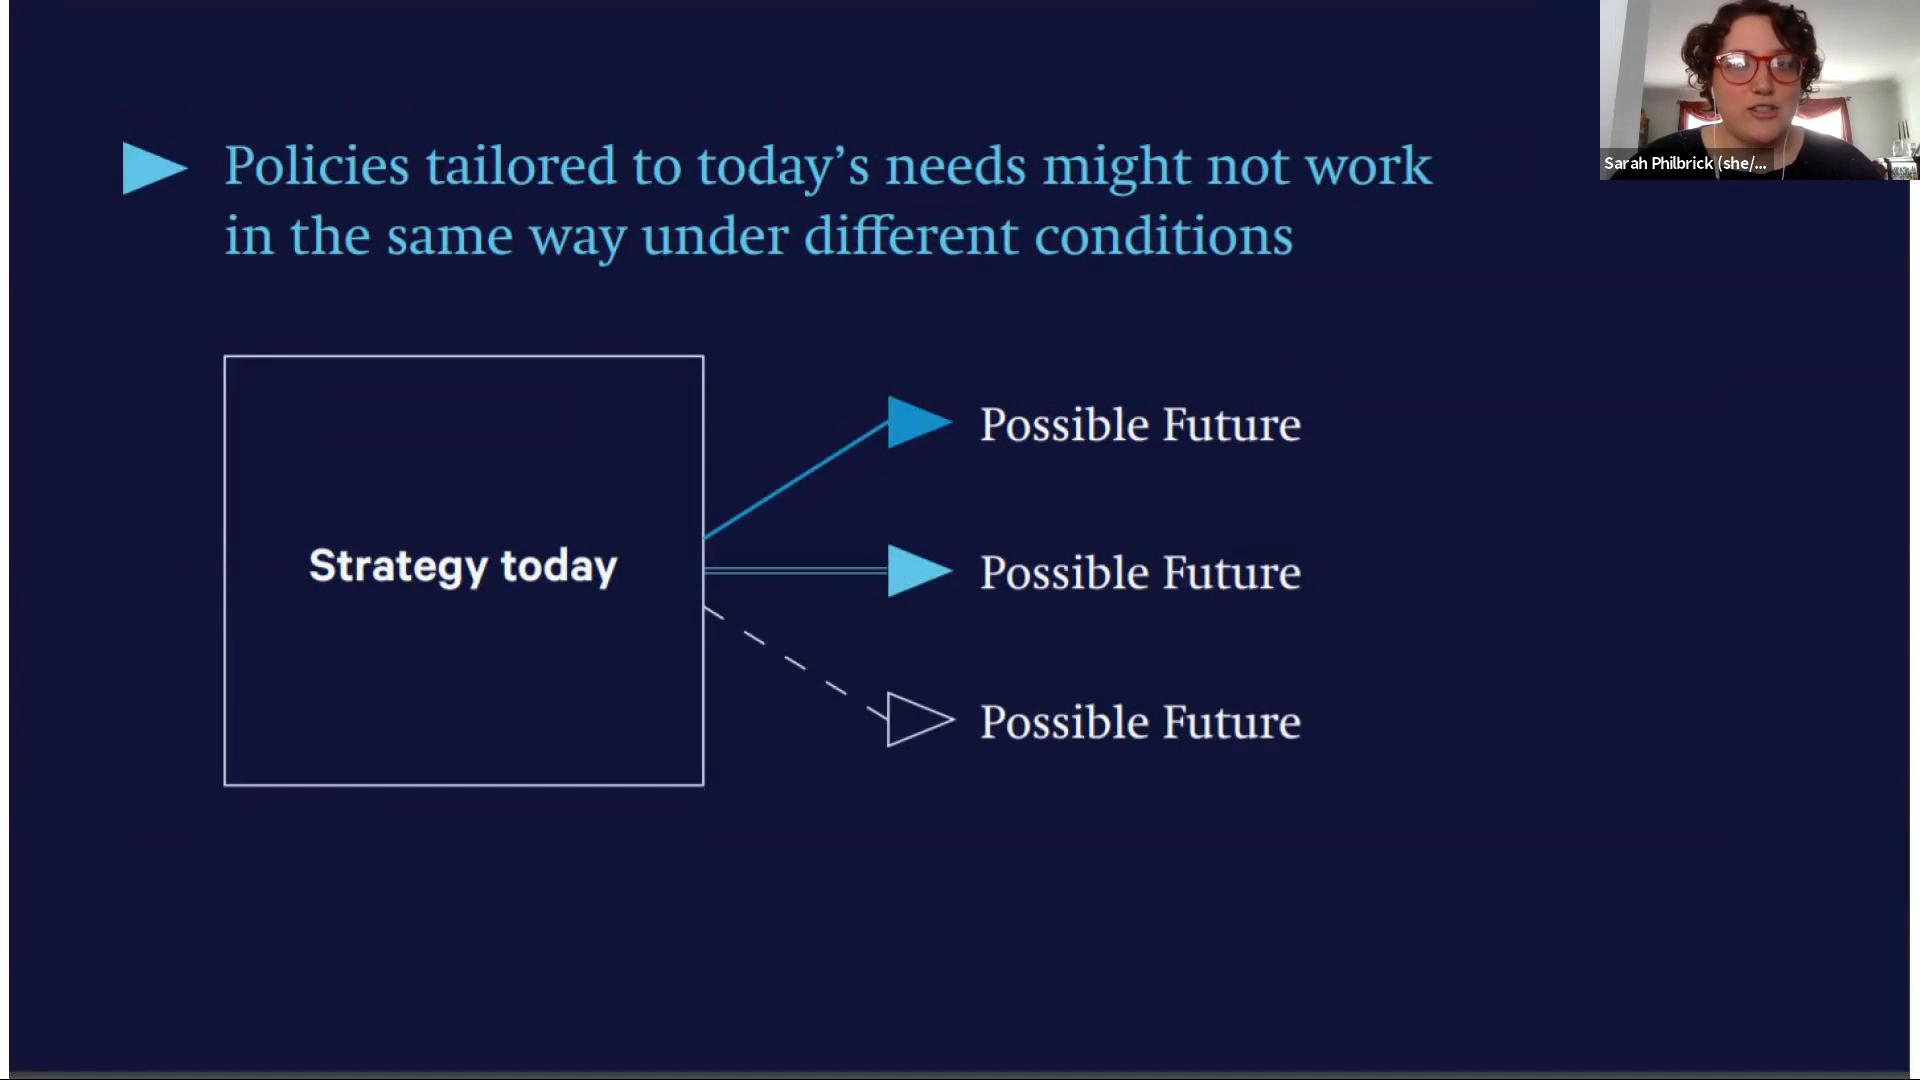 Policies tailored to today’s needs might not work
in the same way under different conditions
Strategy today
Possible Future
Possible Future
Possible Future
Sarah Philbrick (she/...